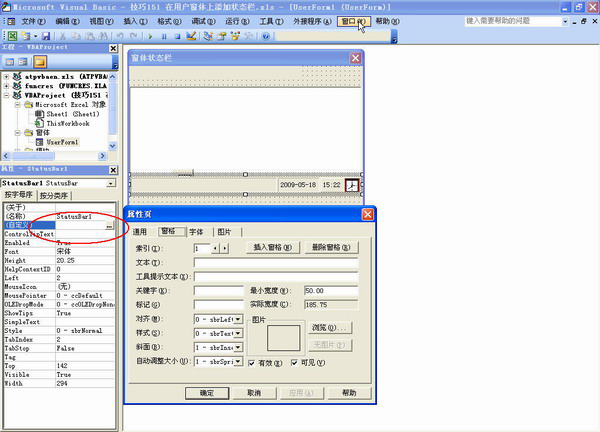 Microsoft Visual Basic - 技巧151 在用户窗体上添加状态栏.xls - [UserForm1 (UserForm)]
文件(F) 编辑(E) 视图(V) 插入(I) 格式(O) 调试(D) 运行(R) 工具(T) 外接程序(A) 窗口(W) 帮助(H)
键入需要帮助的问题
工程 - VBAProject
atpvbaen.xls (ATPVBA
funcres (FUNCRES.XLA
VBAProject (技巧151 在
Microsoft Excel 对象
Sheet1 (Sheet1)
ThisWorkbook
窗体
UserForm1
模块
属性 - StatusBar1
StatusBar1 StatusBar
按字母序 按分类序
(关于)
(名称) StatusBar1
(自定义) ...
ControlTipText
Enabled True
Font 宋体
Height 20.25
HelpContextID 0
Left 2
MouseIcon (无)
MousePointer 0 - ccDefault
OLEDropMode 0 - ccOLEDropNone
ShowTips True
SimpleText
Style 0 - sbrNormal
TabIndex 2
TabStop False
Tag
Top 142
Visible True
Width 294
窗体状态栏
2009-05-18 15:22
属性页
通用 窗格 字体 图片
索引(I): 1 插入窗格(N) 删除窗格(R)
文本(T):
工具提示文本(X):
关键字(K): 最小宽度(M): 50.00
标记(G): 实际宽度(C): 185.75
对齐(A): 0 - sbrLeft 图片
样式(S): 0 - sbrText 浏览(O)...
斜面(B): 1 - sbrInse 无图片(P)
自动调整大小(U): 1 - sbrSpri 有效(E) 可见(V)
确定 取消 应用(A) 帮助